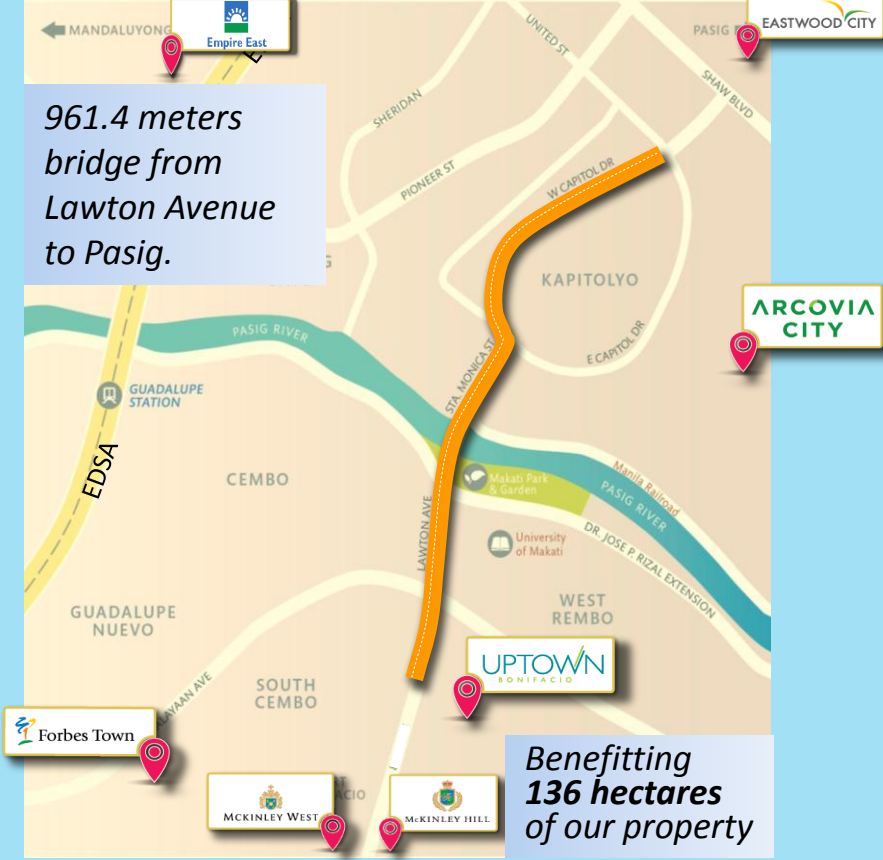 MANDALUYONG
Empire East
UNITED ST
PASIG
EASTWOOD CITY
SHAW BLVD
961.4 meters
bridge from
Lawton Avenue
to Pasig.
SHERIDAN
PIONEER ST
W CAPITOL DR
KAPITOLYO
ARCOVIA
CITY
PASIG RIVER
E CAPITOL DR
STA. MONICA ST
GUADALUPE
STATION
EDSA
CEMBO
Makati Park
& Garden
Manila Railroad
PASIG RIVER
LAWTON AVE
University
of Makati
DR. JOSE P. RIZAL EXTENSION
GUADALUPE
NUEVO
WEST
REMBO
UPTOWN
BONIFACIO
SOUTH
CEMBO
LAYAAN AVE
Forbes Town
MCKINLEY WEST
ACIO
MCKINLEY HILL
Benefitting
136 hectares
of our property